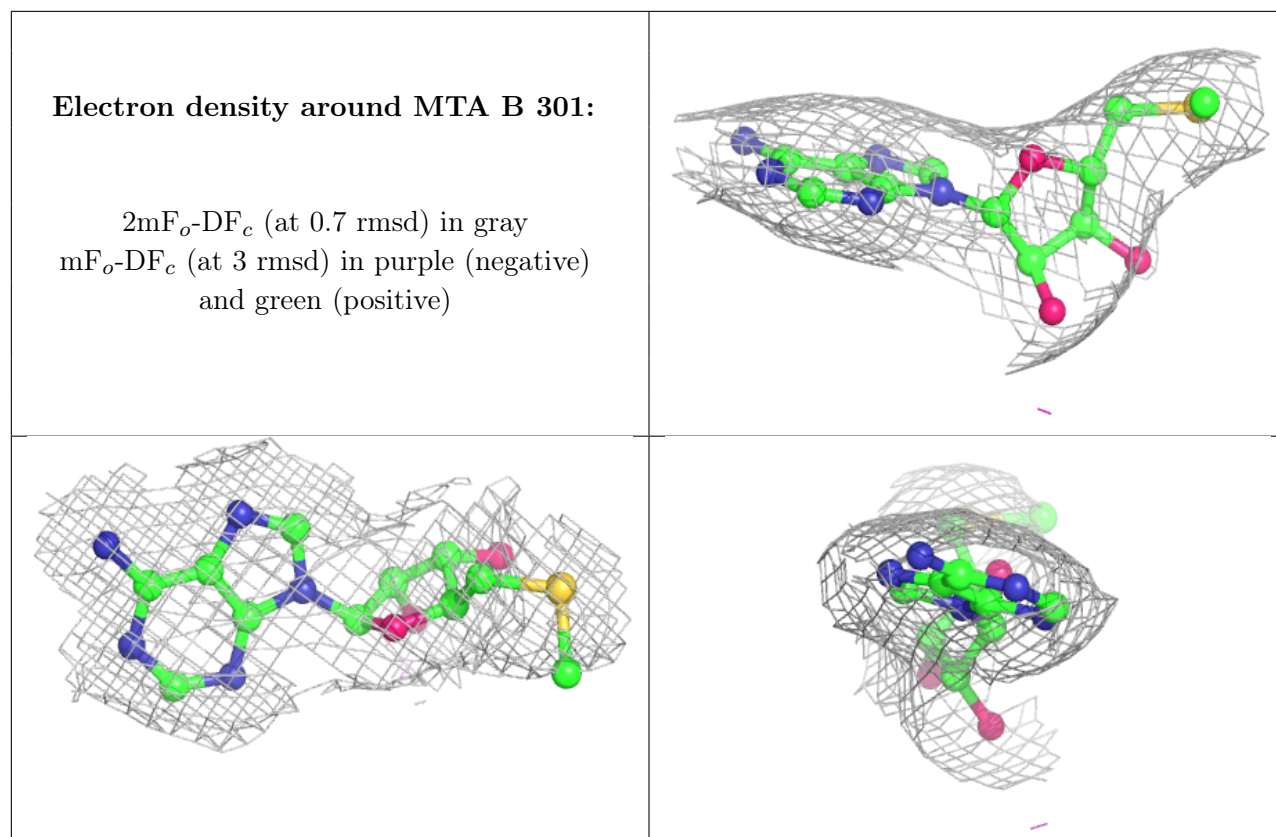 Electron density around MTA B 301:
2mFo-DFc (at 0.7 rmsd) in gray
mFo-DFc (at 3 rmsd) in purple (negative)
and green (positive)